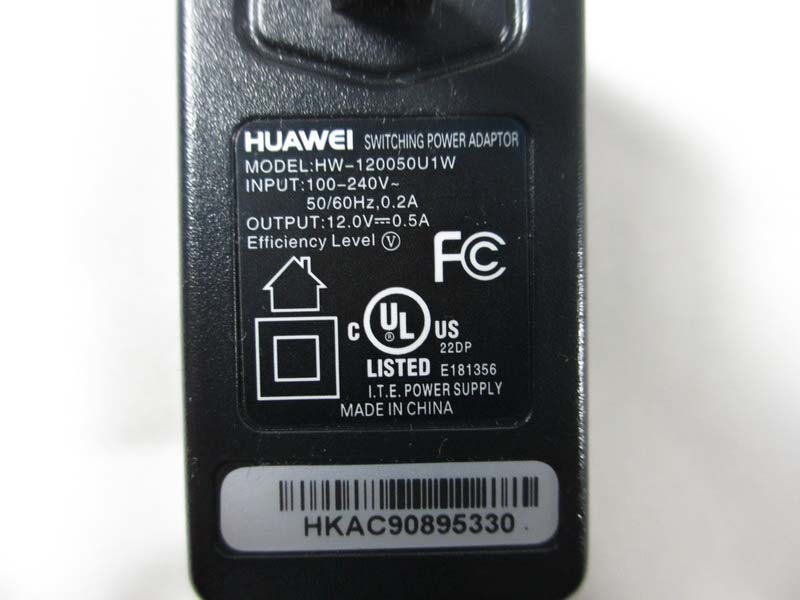 HUAWEI SWITCHING POWER ADAPTOR
MODEL:HW-120050U1W
INPUT:100-240V~
50/60Hz,0.2A
OUTPUT:12.0V⎓0.5A
Efficiency Level Ⓥ
FC
C UL ® US
22DP
LISTED E181356
I.T.E. POWER SUPPLY
MADE IN CHINA
HKAC90895330